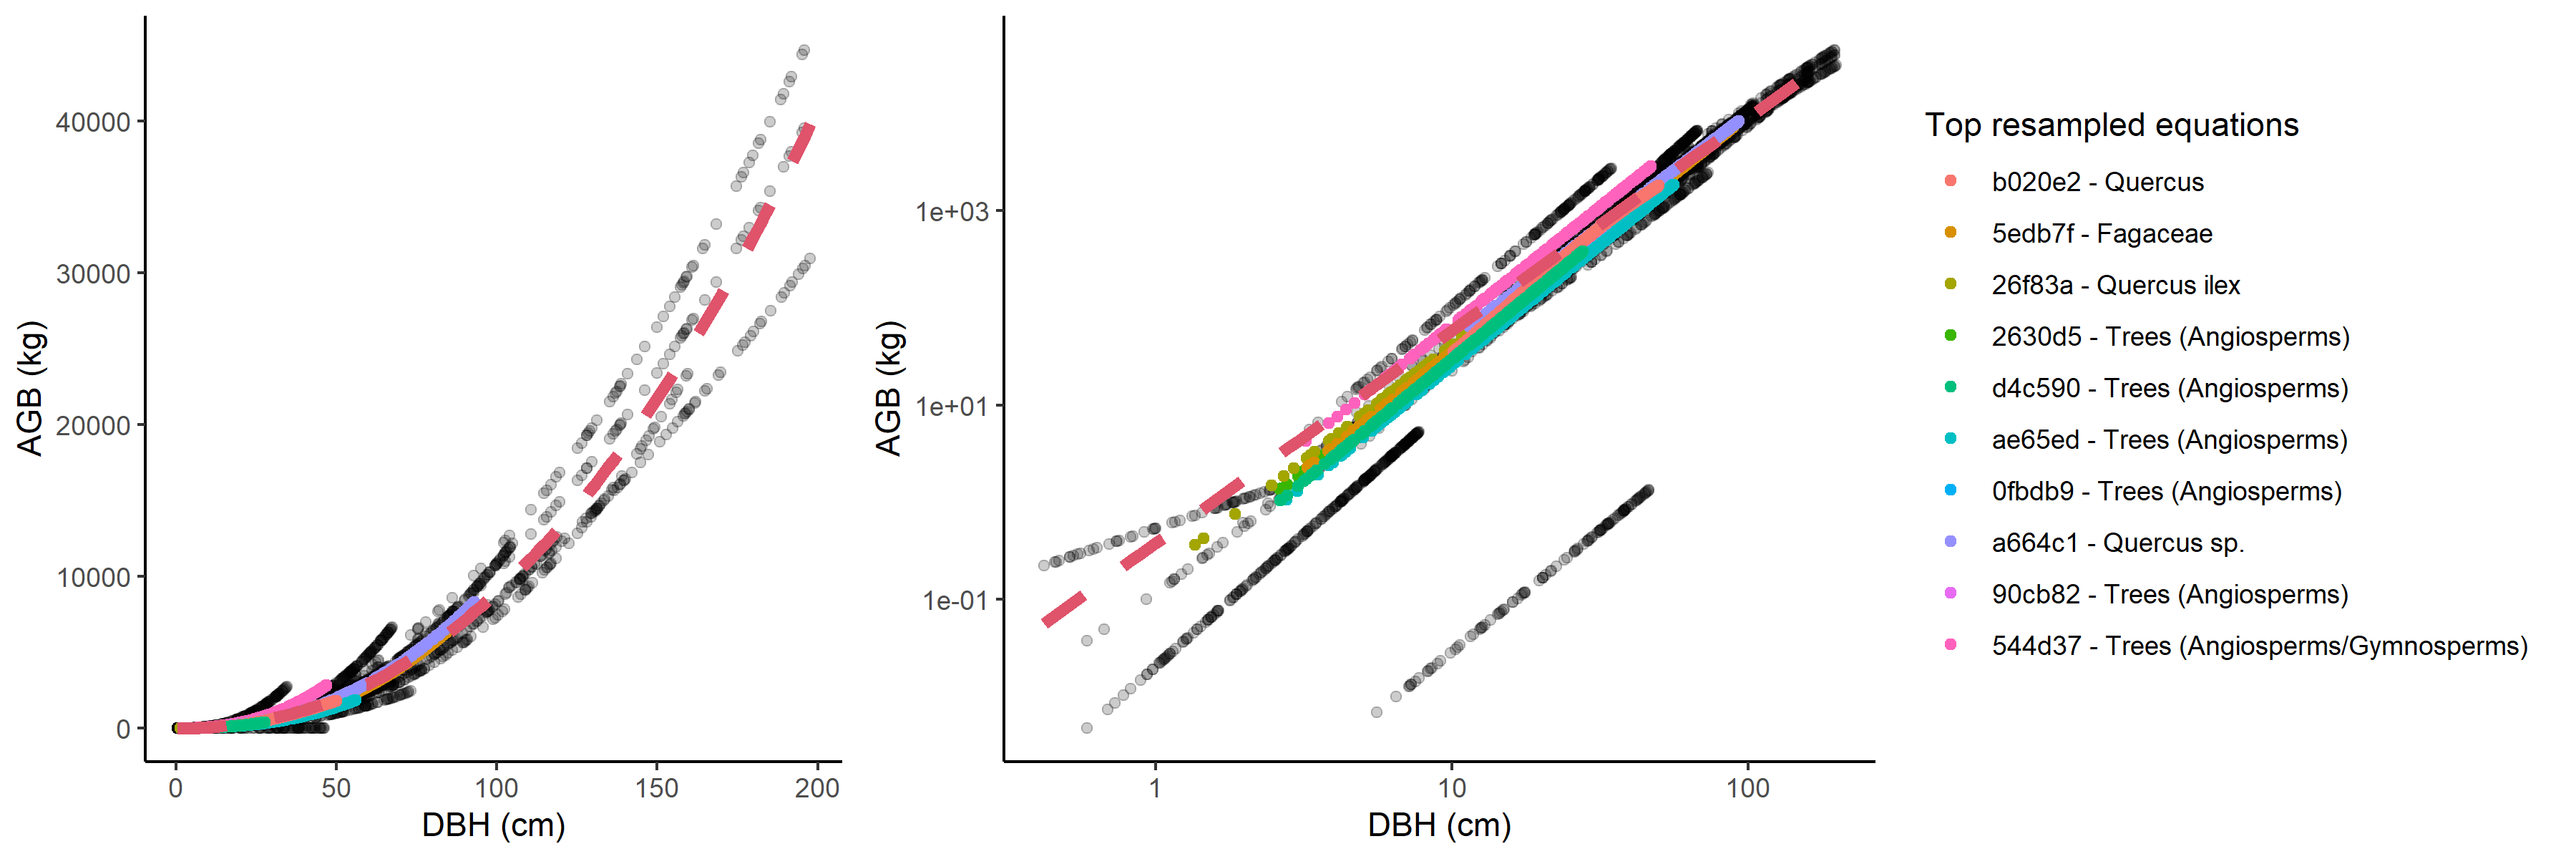 AGB (kg)
40000
30000
20000
10000
0
0 50 100 150 200
DBH (cm)
AGB (kg)
1e+03
1e+01
1e-01
1 10 100
DBH (cm)
Top resampled equations
b020e2 - Quercus
5edb7f - Fagaceae
26f83a - Quercus ilex
2630d5 - Trees (Angiosperms)
d4c590 - Trees (Angiosperms)
ae65ed - Trees (Angiosperms)
0fbdb9 - Trees (Angiosperms)
a664c1 - Quercus sp.
90cb82 - Trees (Angiosperms)
544d37 - Trees (Angiosperms/Gymnosperms)